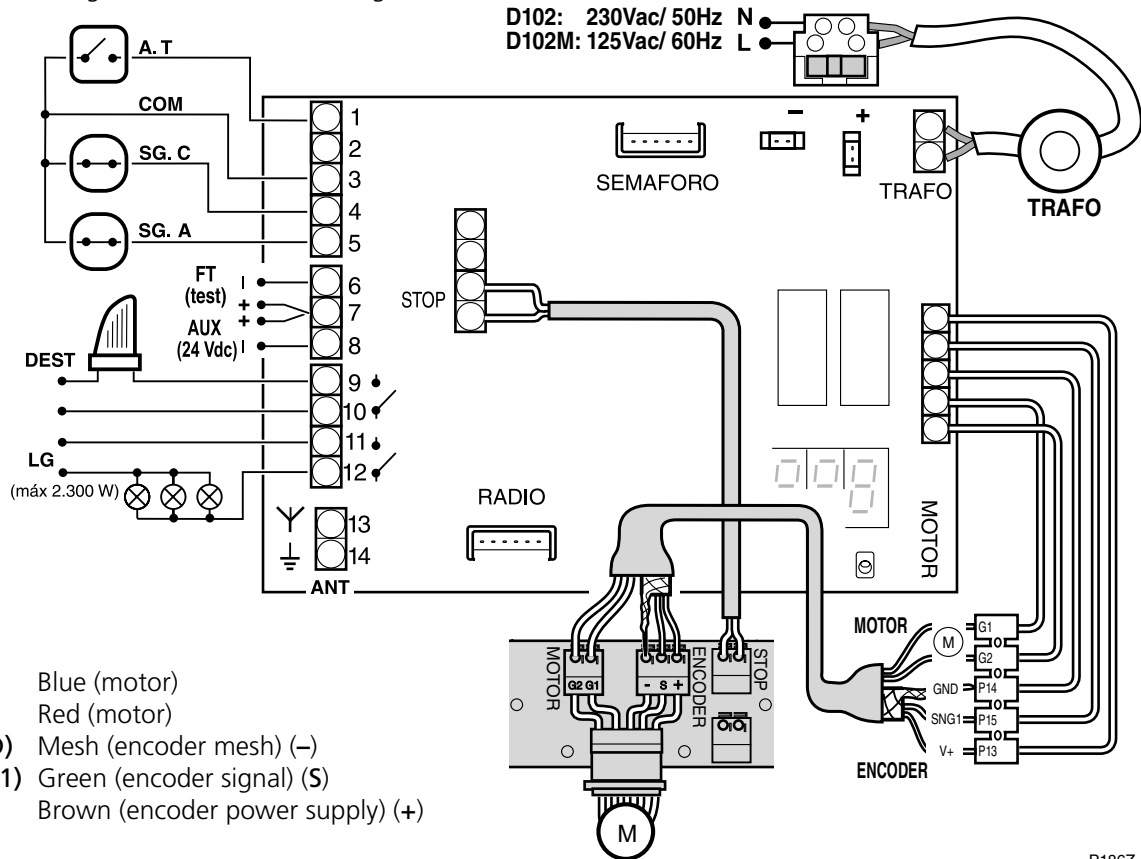 D102: 230Vac/ 50Hz N
D102M: 125Vac/ 60Hz L
A.T
COM
SG. C
SG. A
FT
(test)
AUX
(24 Vdc)
DEST
LG
(máx 2.300 W)
1
2
3
4
5
6
7
8
9
10
11
12
13
14
ANT
I
+
+
I
SEMAFORO
-
+
TRAFO
TRAFO
STOP
RADIO
MOTOR
MOTOR
G2 G1
- S +
ENCODER
STOP
M
MOTOR
M
G1
G2
GND
P14
SNG1
P15
V+
P13
ENCODER
Blue (motor)
Red (motor)
) Mesh (encoder mesh) (–)
1) Green (encoder signal) (S)
Brown (encoder power supply) (+)